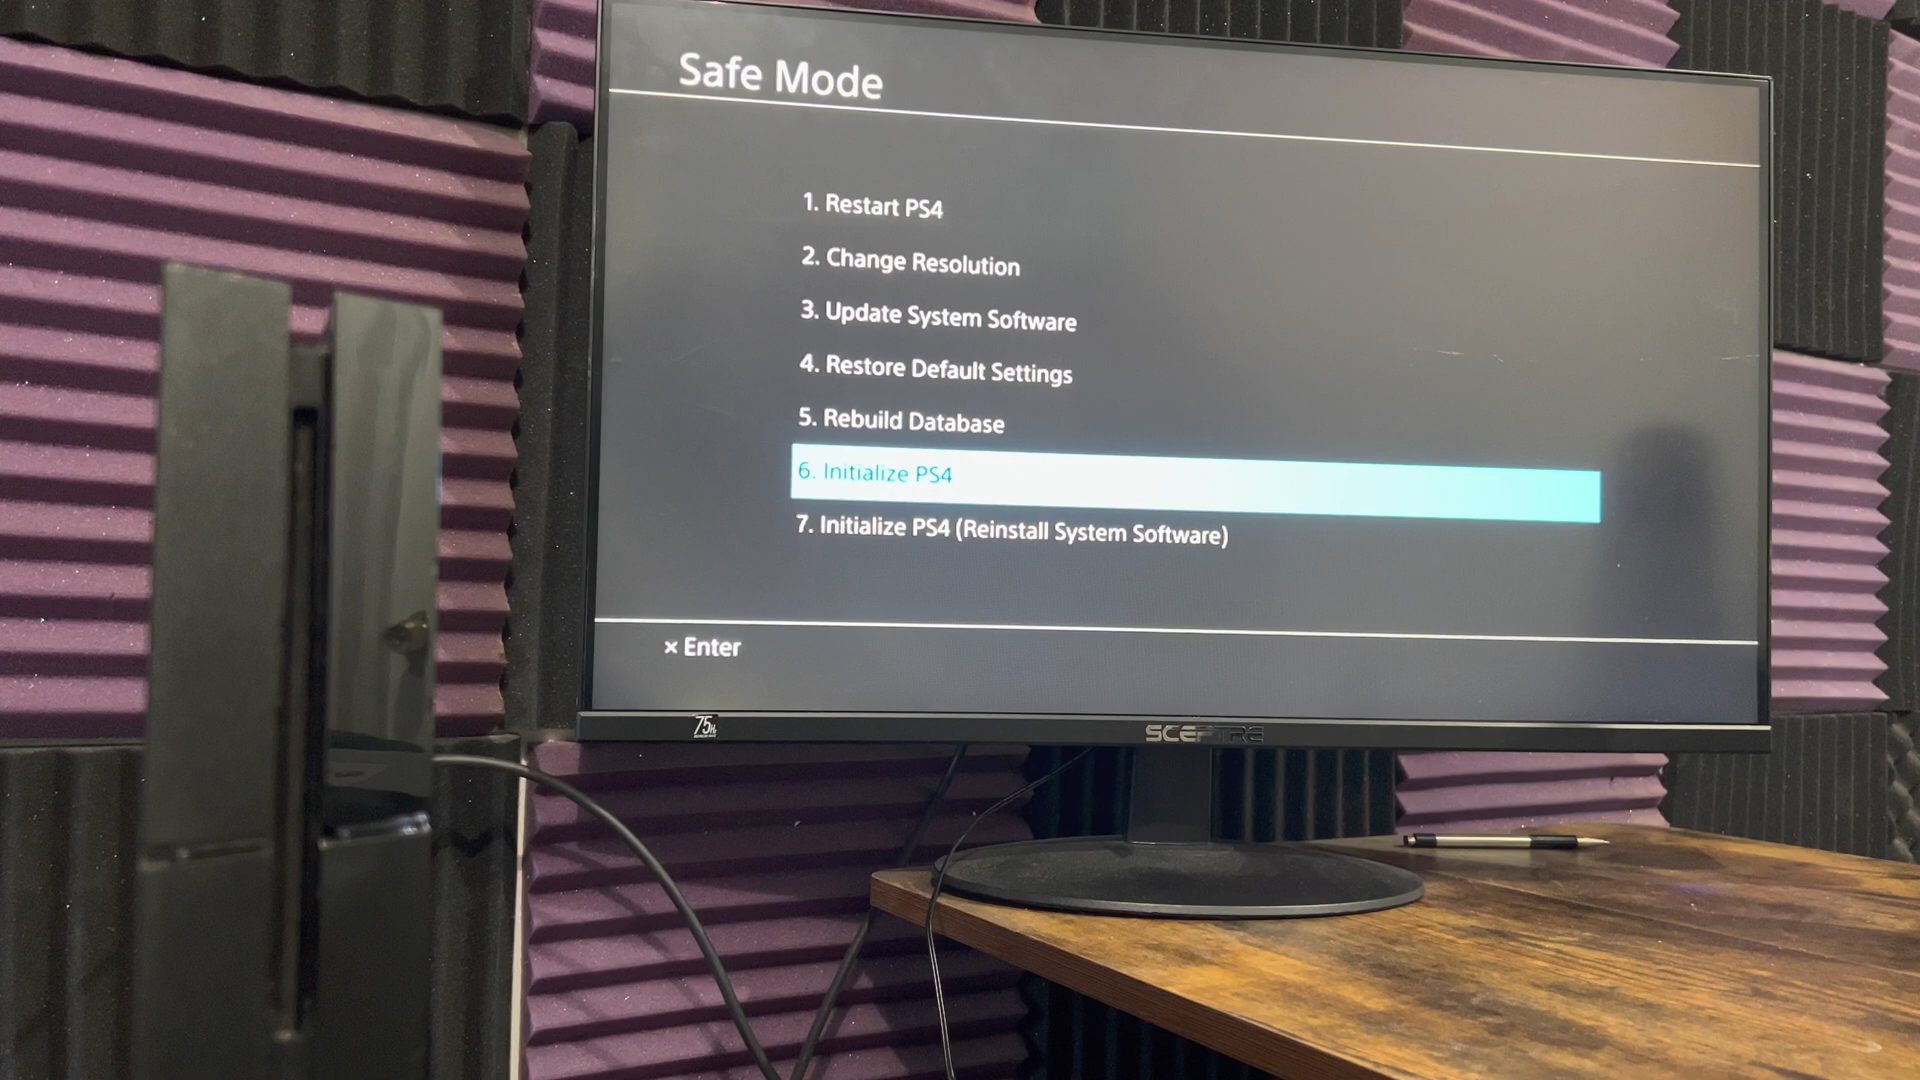 Safe Mode
1. Restart PS4
2. Change Resolution
3. Update System Software
4. Restore Default Settings
5. Rebuild Database
6. Initialize PS4
7. Initialize PS4 (Reinstall System Software)
× Enter
75Hz
SCEPTRE